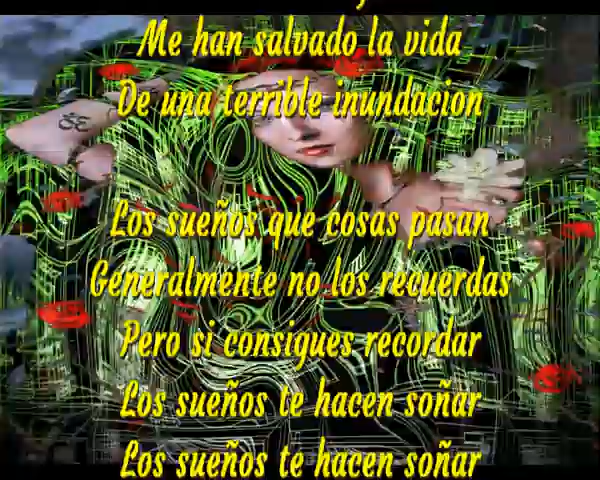 Me han salvado la vida
De una terrible inundacion
Los sueños que cosas pasan
Generalmente no los recuerdas
Pero si consigues recordar
Los sueños te hacen soñar
Los sueños te hacen soñar